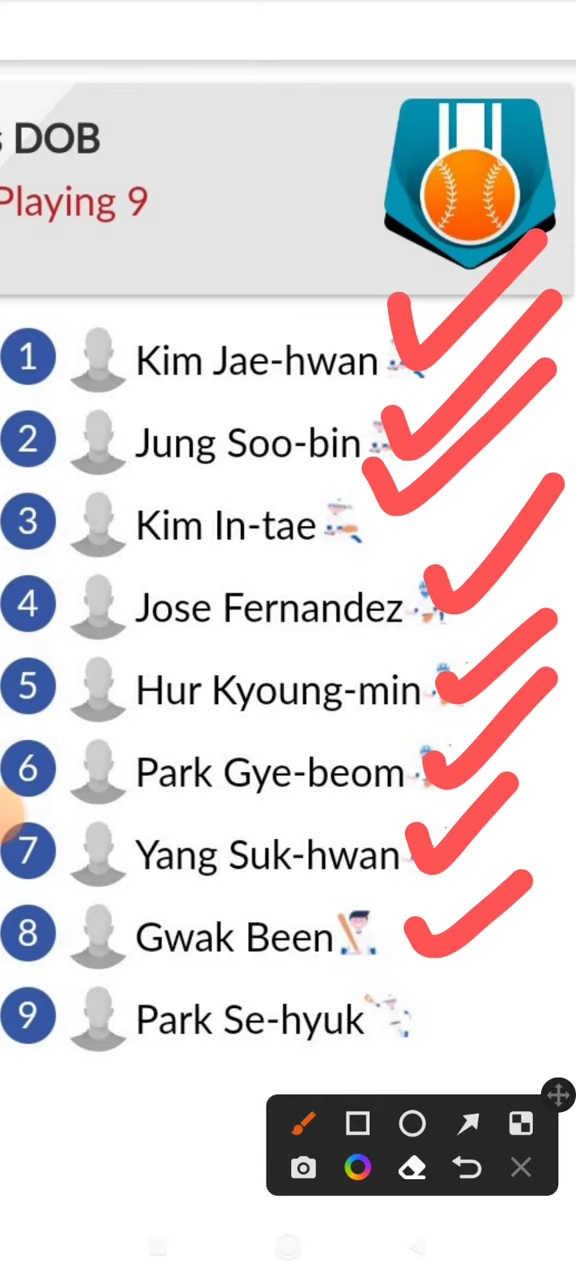 DOB
Playing 9
1 Kim Jae-hwan
2 Jung Soo-bin
3 Kim In-tae
4 Jose Fernandez
5 Hur Kyoung-min
6 Park Gye-beom
7 Yang Suk-hwan
8 Gwak Been
9 Park Se-hyuk